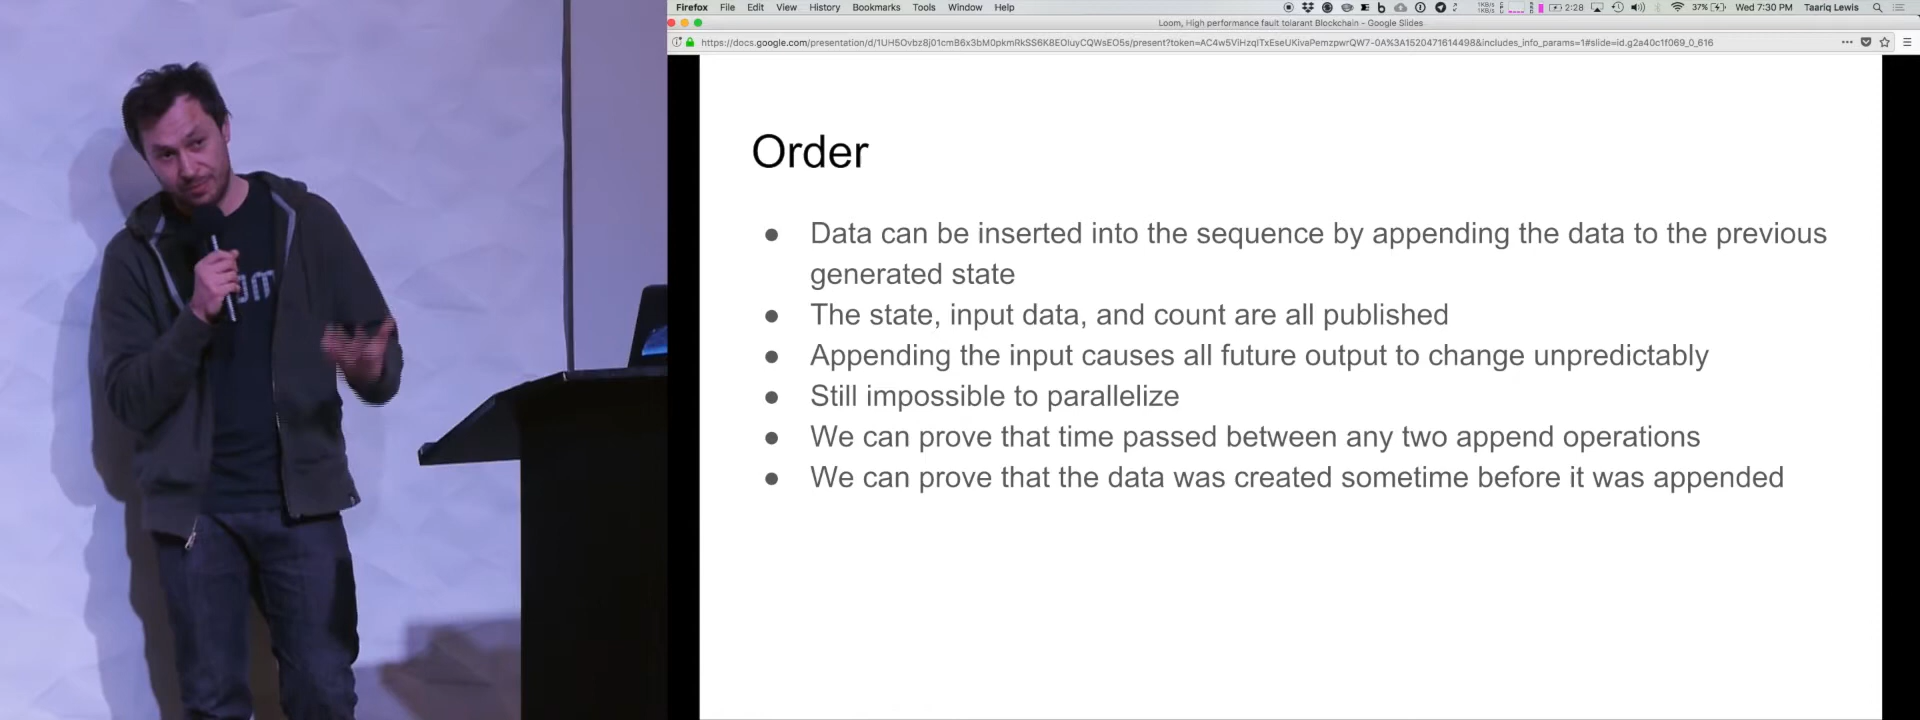 Firefox File Edit View History Bookmarks Tools Window Help 2:28 37% Wed 7:30 PM Taariq Lewis
Loom, High performance fault tolarant Blockchain - Google Slides
Order
● Data can be inserted into the sequence by appending the data to the previous
generated state
● The state, input data, and count are all published
● Appending the input causes all future output to change unpredictably
● Still impossible to parallelize
● We can prove that time passed between any two append operations
● We can prove that the data was created sometime before it was appended